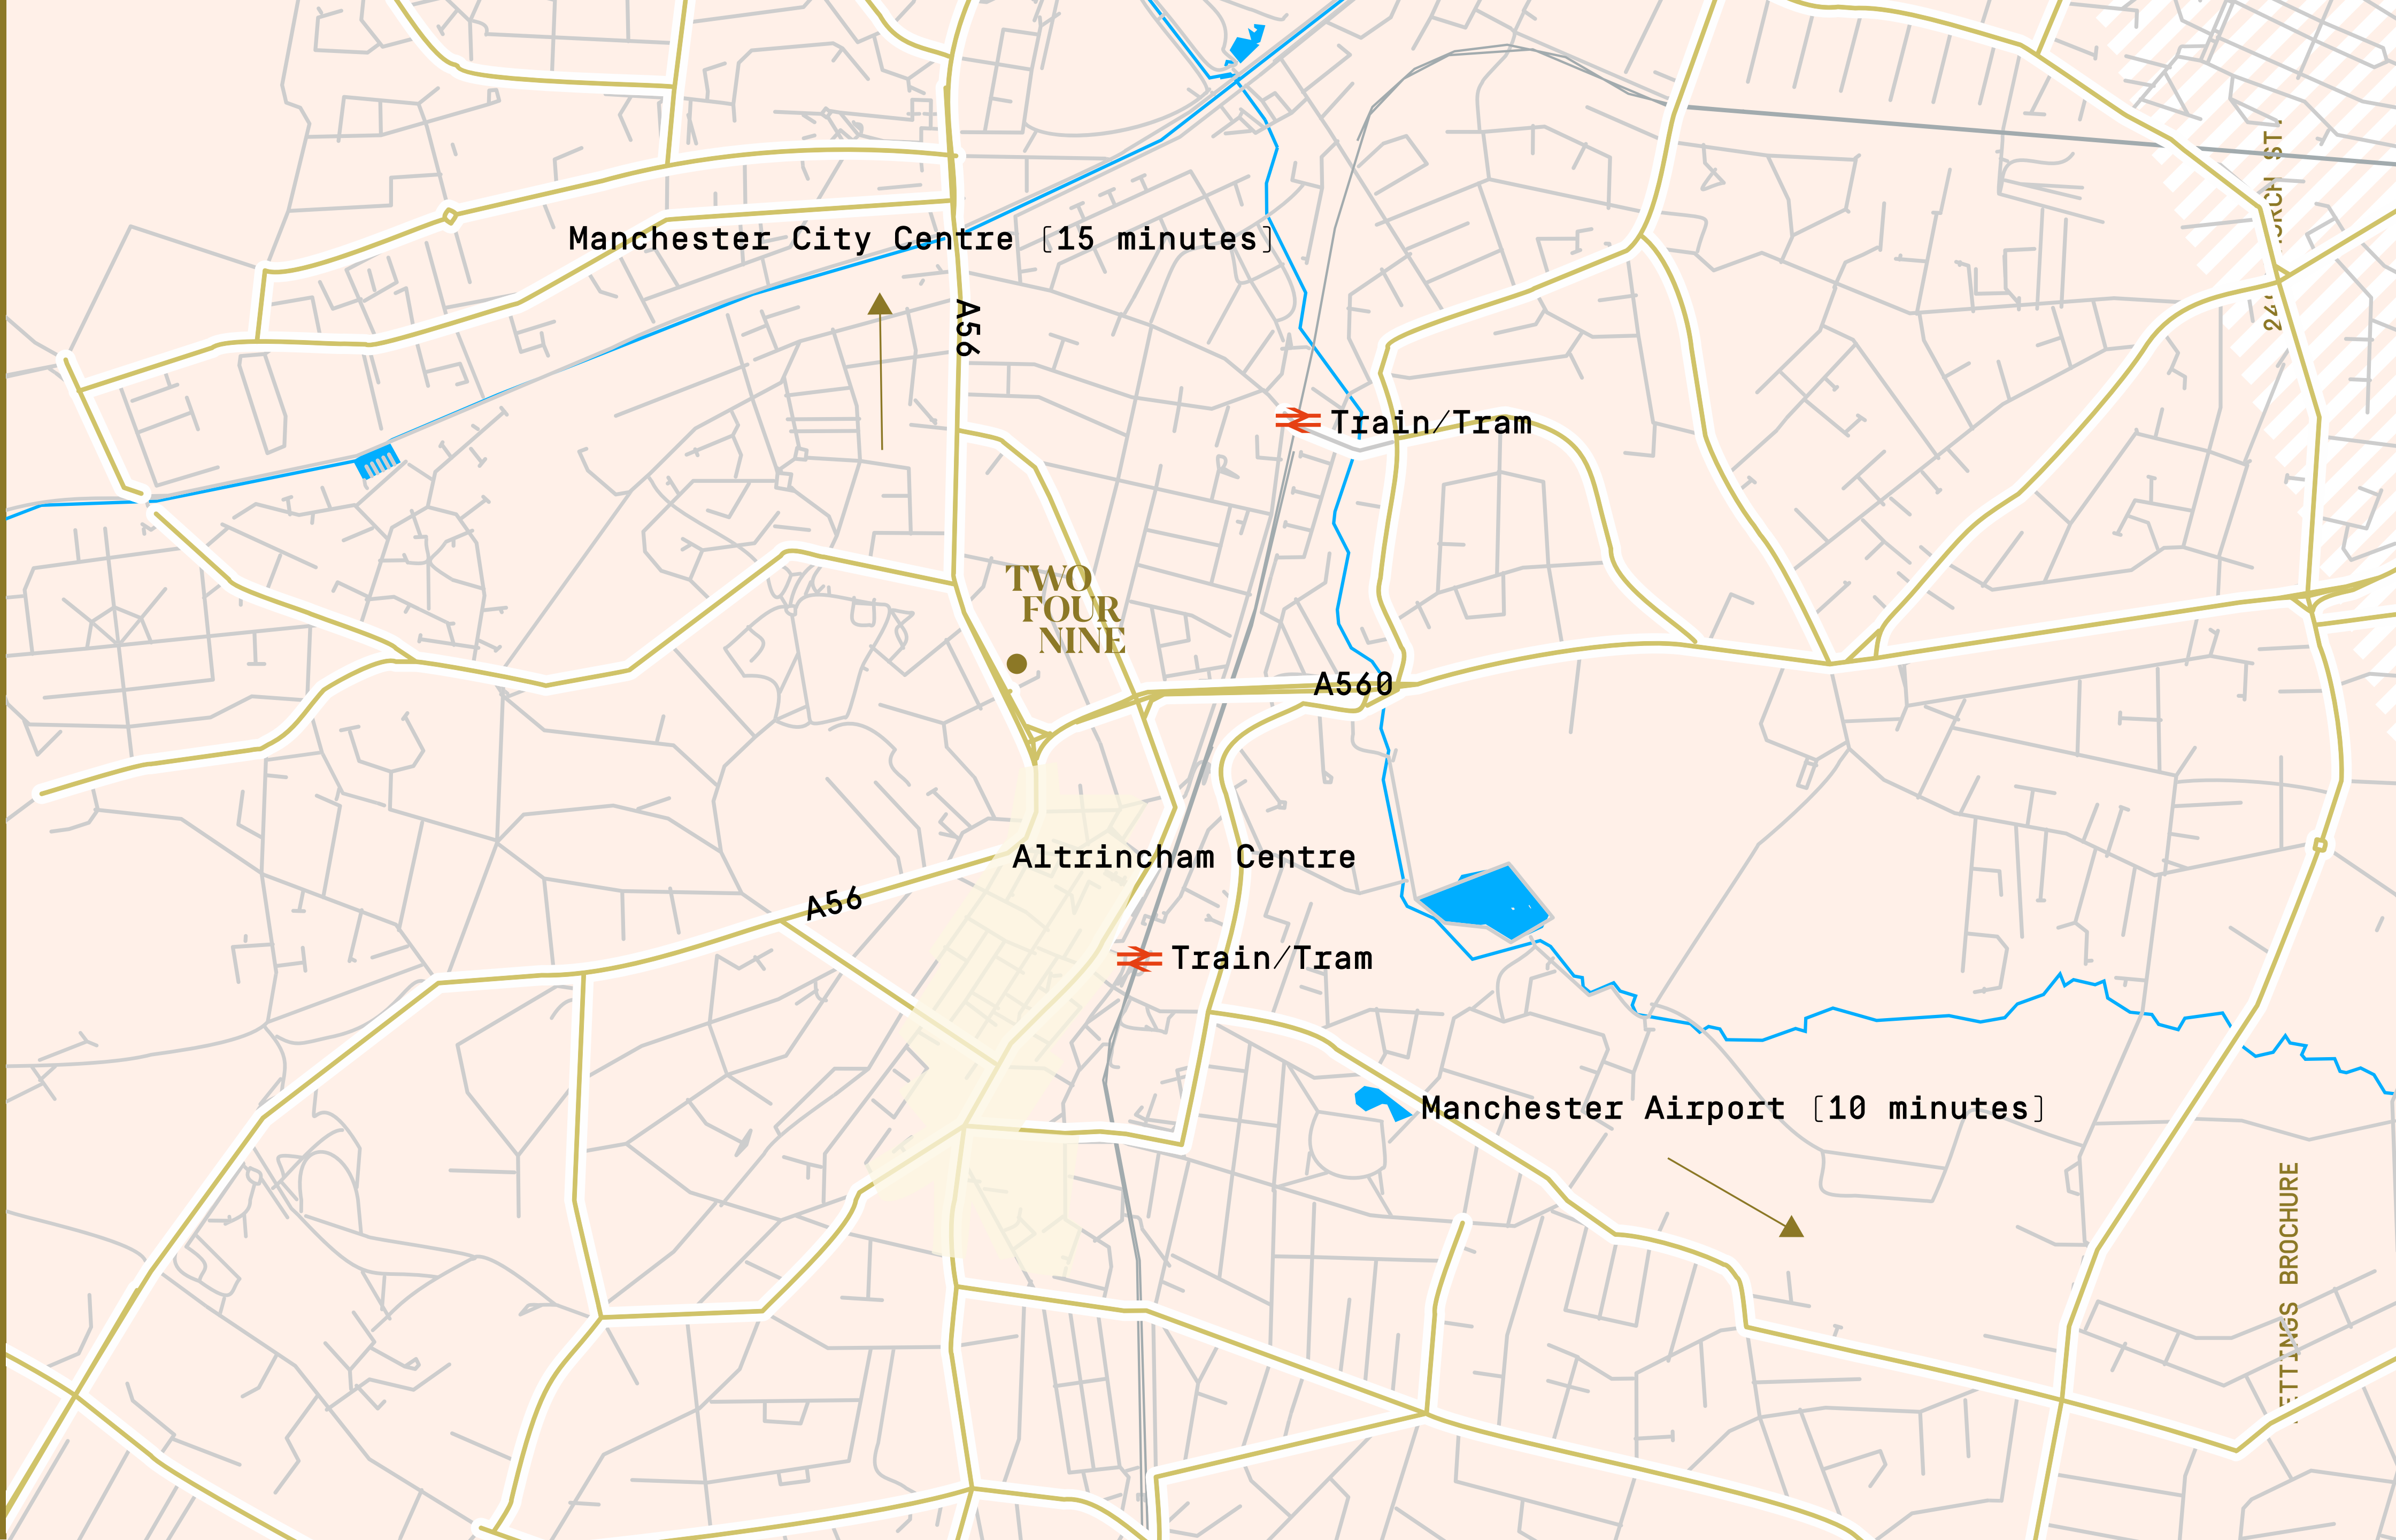 Manchester City Centre [15 minutes]
A56
Train/Tram
TWO
FOUR
NINE
A560
Altrincham Centre
A56
Train/Tram
Manchester Airport [10 minutes]
ST.
BROCHURE